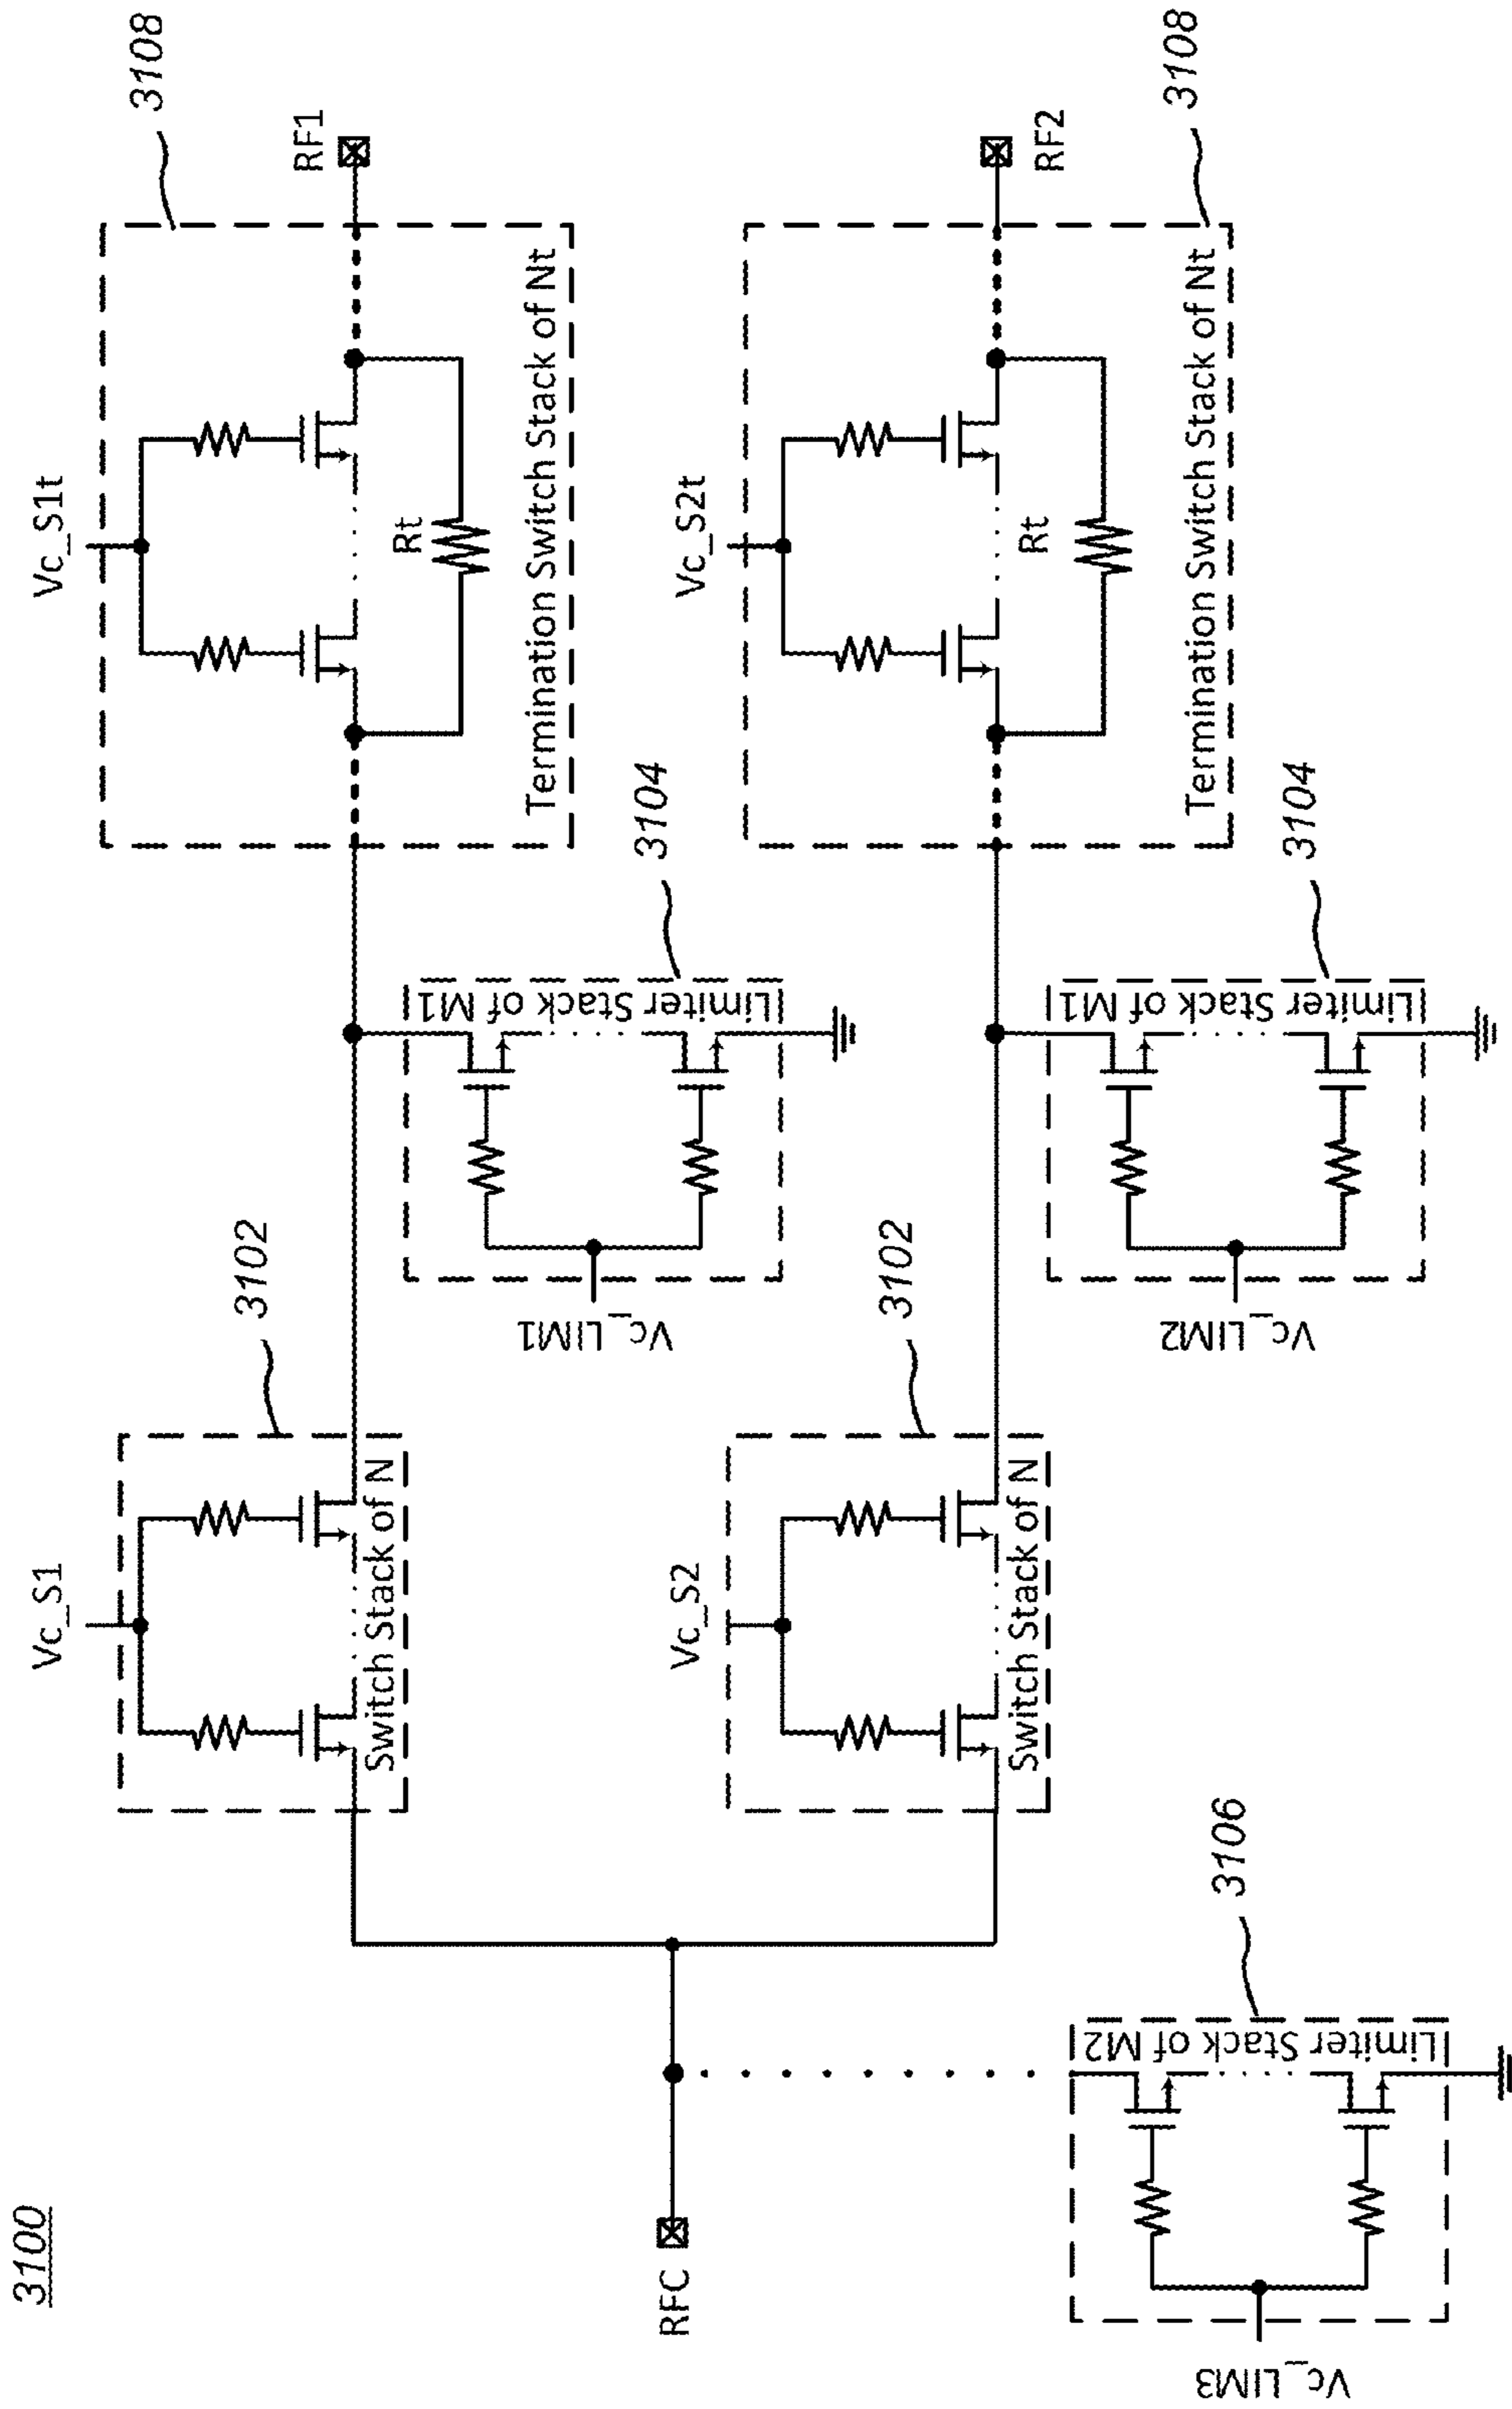 3100
RFC
Vc_LIM3
Limiter Stack of M2
3106
Vc_S1
Switch Stack of N
3102
Vc_S2
Switch Stack of N
3102
Vc_LIM1
Limiter Stack of M1
3104
Vc_LIM2
Limiter Stack of M1
3104
Vc_S1t
Rt
Termination Switch Stack of Nt
3108
RF1
Vc_S2t
Rt
Termination Switch Stack of Nt
3108
RF2